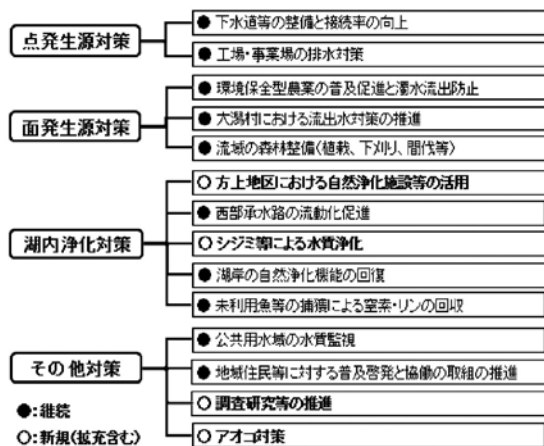 点発生源対策
● 下水道等の整備と接続率の向上
● 工場・事業場の排水対策
面発生源対策
● 環境保全型農業の普及促進と濁水流出防止
● 大潟村における流出水対策の推進
● 流域の森林整備（植栽、下刈り、間伐等）
湖内浄化対策
○ 方上地区における自然浄化施設等の活用
● 西部承水路の流動化促進
○ シジミ等による水質浄化
● 湖岸の自然浄化機能の回復
● 未利用魚等の捕獲による窒素・リンの回収
その他対策
● 公共用水域の水質監視
● 地域住民等に対する普及啓発と協働の取組の推進
○ 調査研究等の推進
○ アオコ対策
●：継続
○：新規（拡充含む）